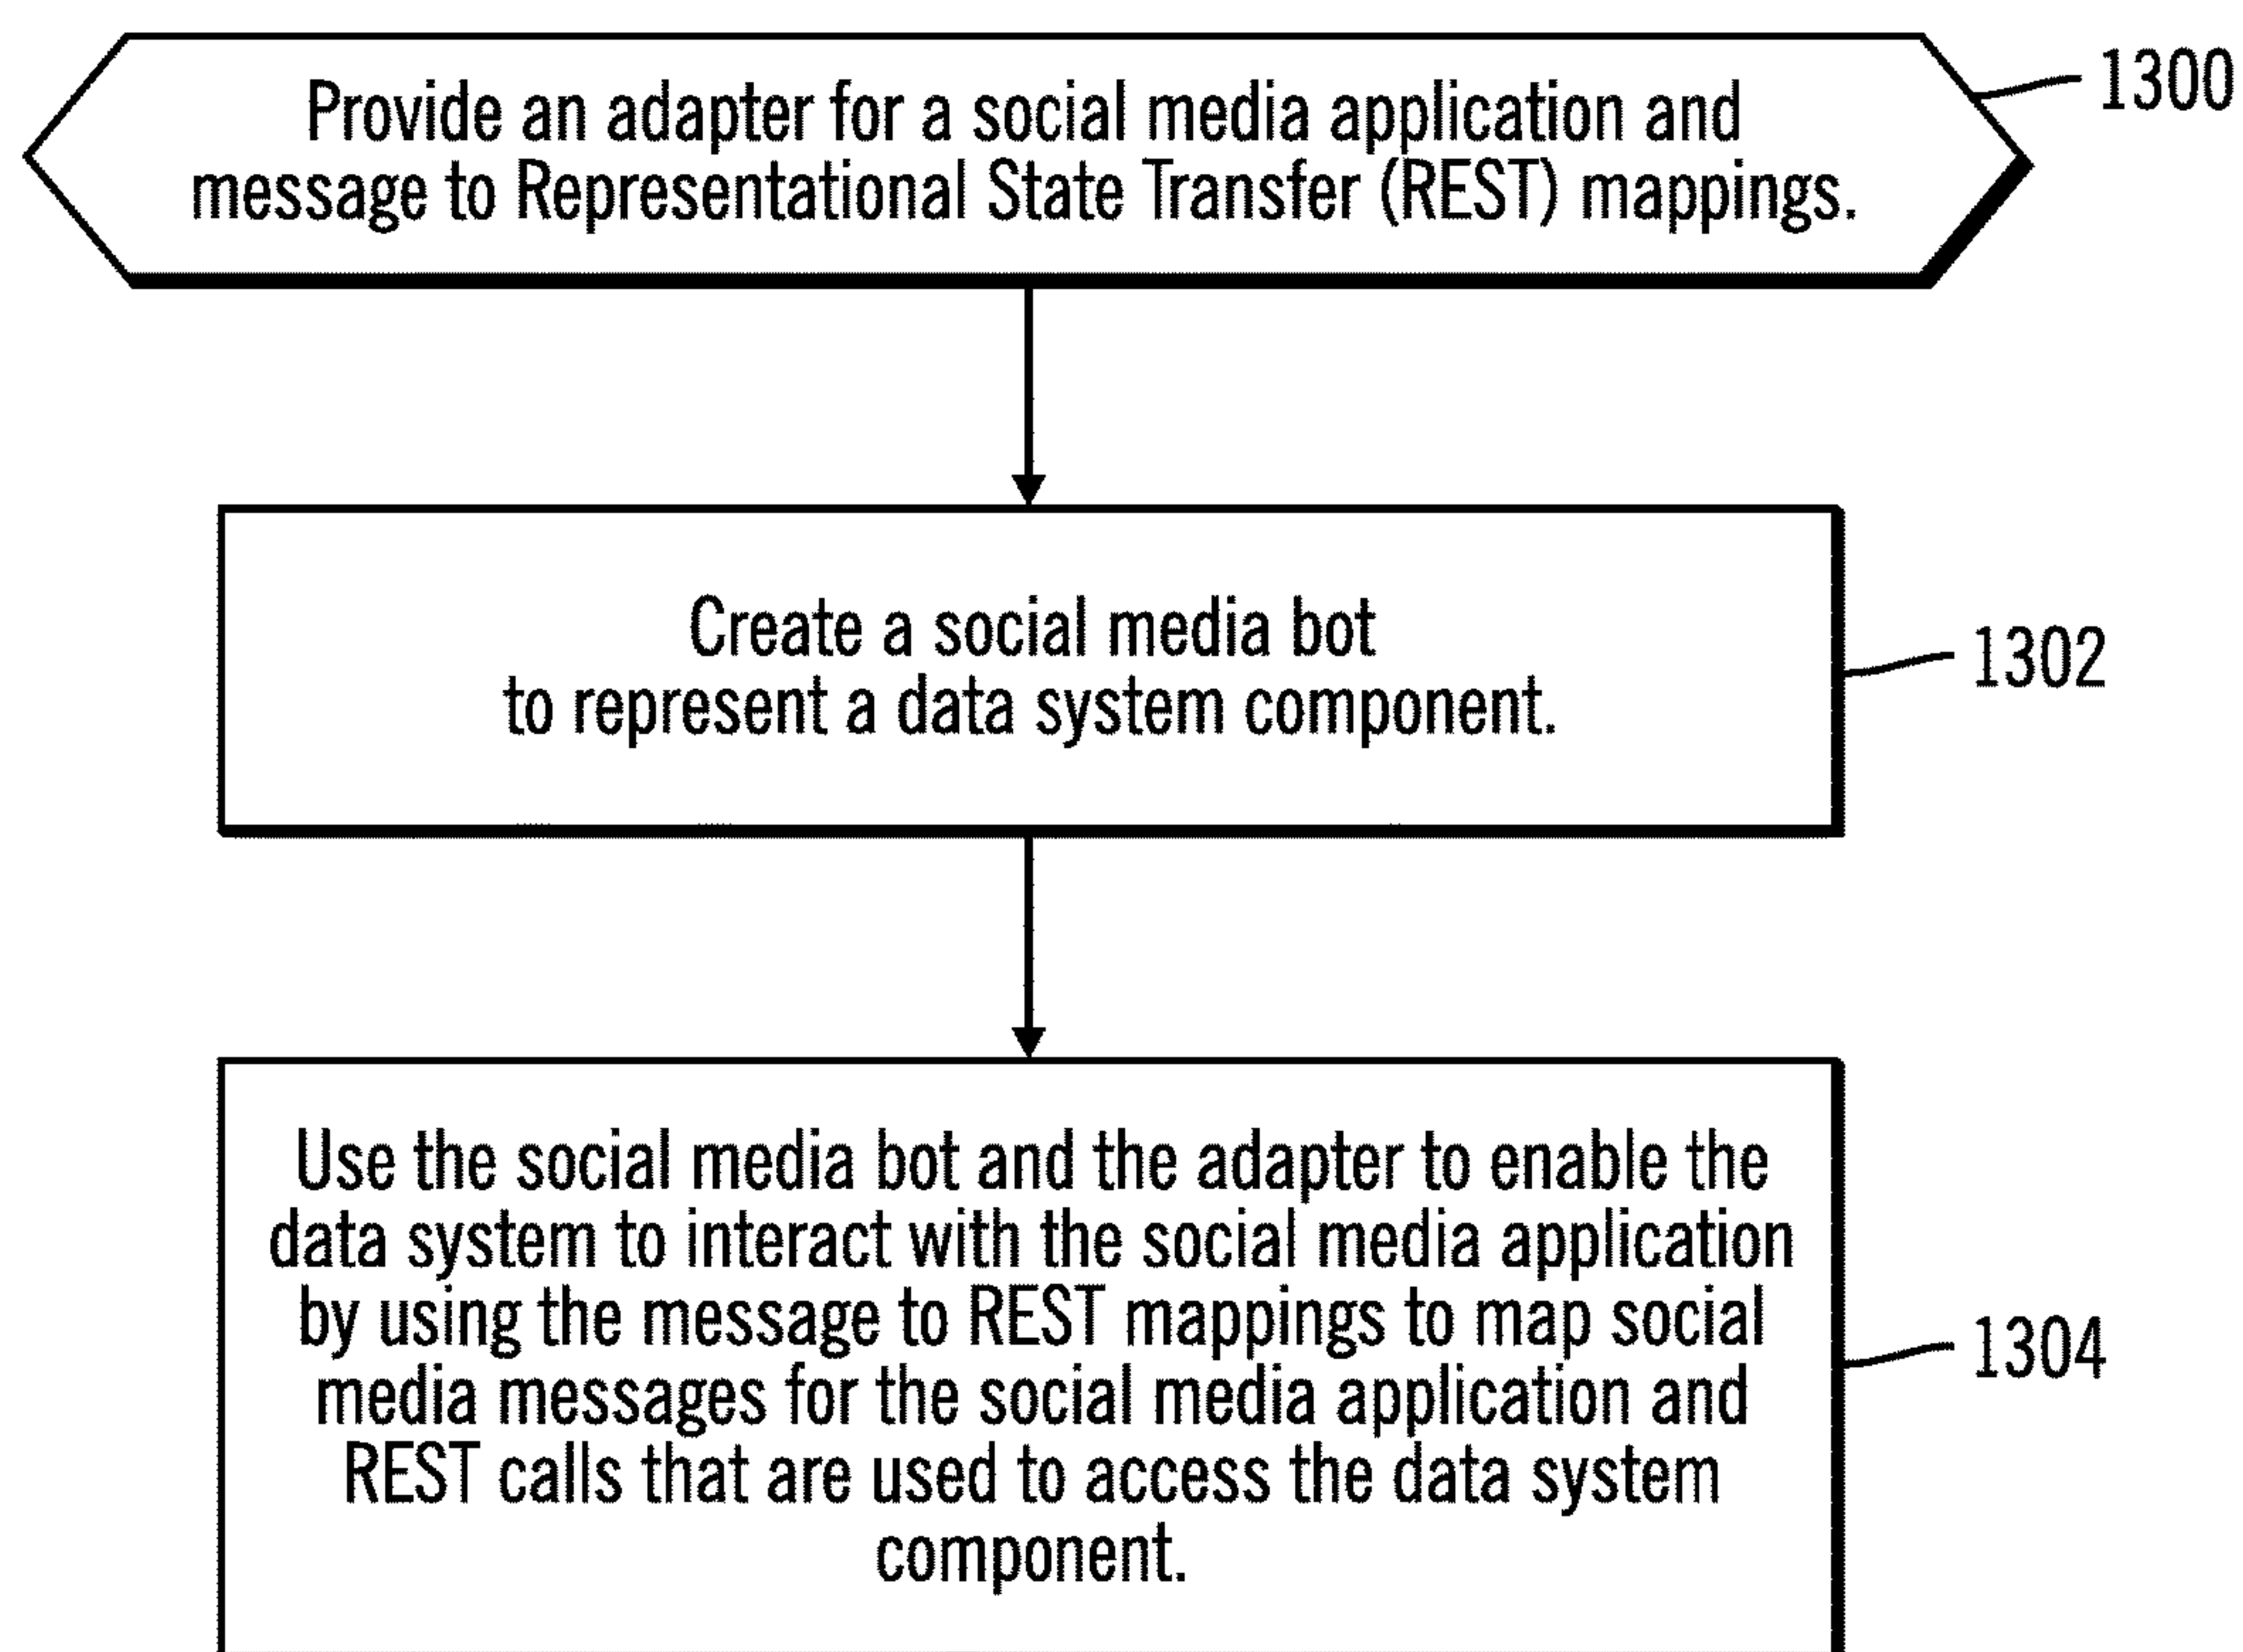 Provide an adapter for a social media application and
message to Representational State Transfer (REST) mappings.
1300
Create a social media bot
to represent a data system component.
1302
Use the social media bot and the adapter to enable the
data system to interact with the social media application
by using the message to REST mappings to map social
media messages for the social media application and
REST calls that are used to access the data system
component.
1304